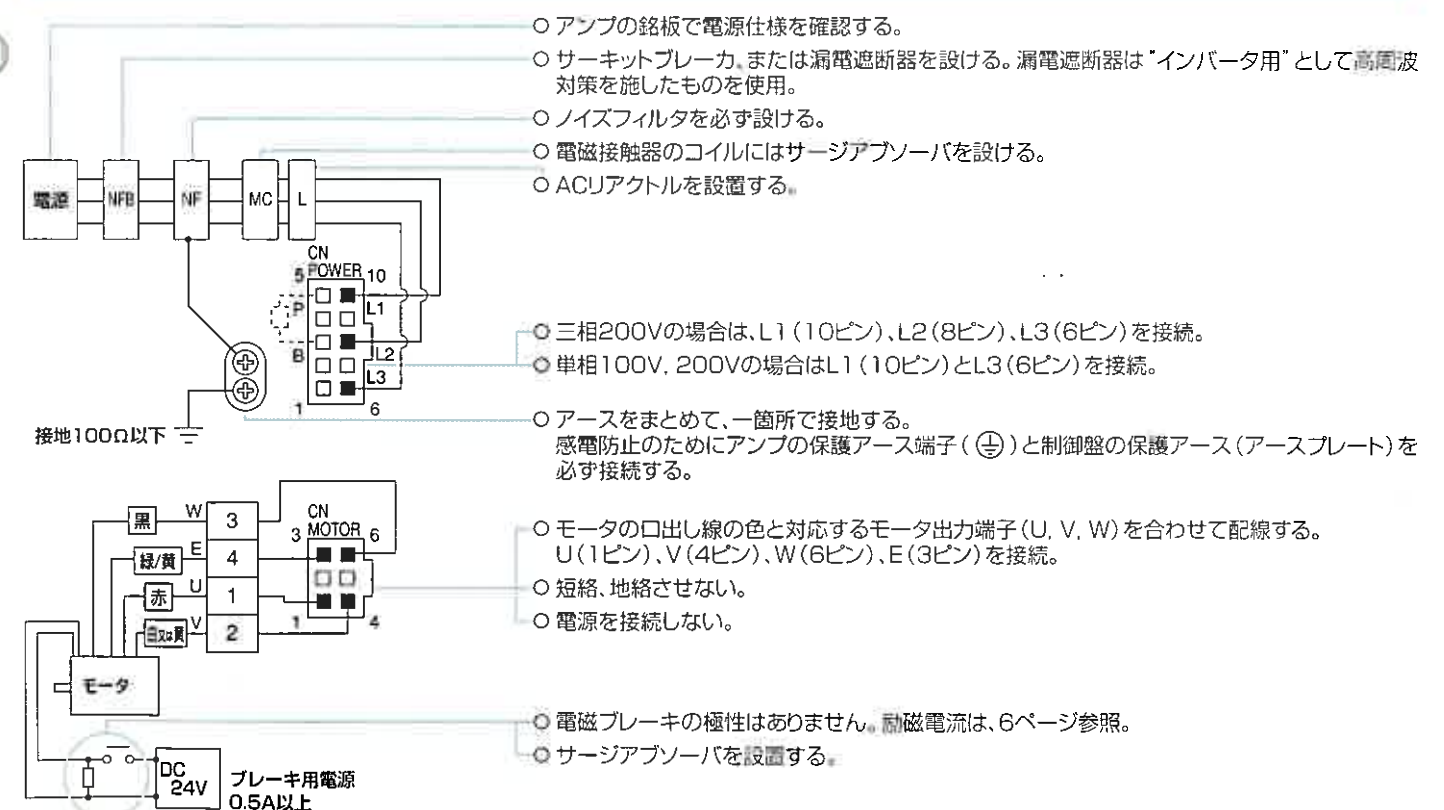 アンプの銘板で電源仕様を確認する。
サーキットブレーカ、または漏電遮断器を設ける。漏電遮断器は"インバータ用"として高周波
対策を施したものを使用。
ノイズフィルタを必ず設ける。
電磁接触器のコイルにはサージアブソーバを設ける。
ACリアクトルを設置する。
電源 NFB NF MC L
CN
5 POWER 10
P L1
B L2
L3
1 6
三相200Vの場合は、L1(10ピン)、L2(8ピン)、L3(6ピン)を接続。
単相100V, 200Vの場合はL1(10ピン)とL3(6ピン)を接続。
アースをまとめて、一箇所で接地する。
感電防止のためにアンプの保護アース端子( )と制御盤の保護アース(アースプレート)を
必ず接続する。
接地100Ω以下
黒 W 3
緑/黄 E 4
赤 U 1
白又は黄 V 2
CN
3 MOTOR 6
1 4
モータの口出し線の色と対応するモータ出力端子(U, V, W)を合わせて配線する。
U(1ピン)、V(4ピン)、W(6ピン)、E(3ピン)を接続。
短絡、地絡させない。
電源を接続しない。
モータ
電磁ブレーキの極性はありません。励磁電流は、6ページ参照。
サージアブソーバを設置する。
DC
24V
ブレーキ用電源
0.5A以上